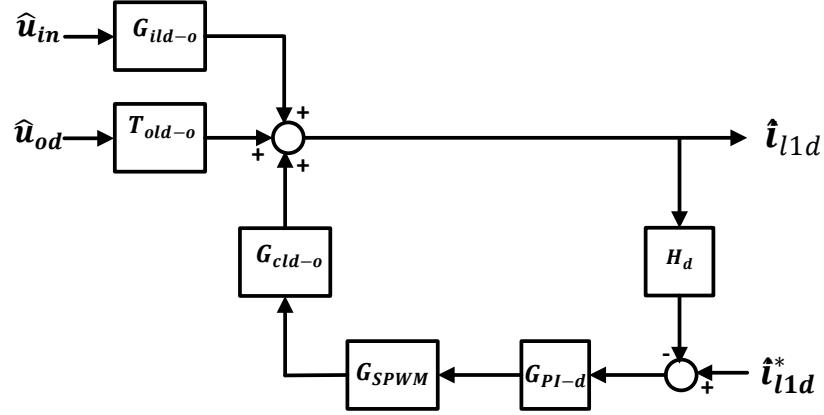 û_in
G_ild−o
û_od
T_old−o
+
+
+
î_l1d
G_cld−o
H_d
G_SPWM
G_PI−d
-
+
î*_l1d